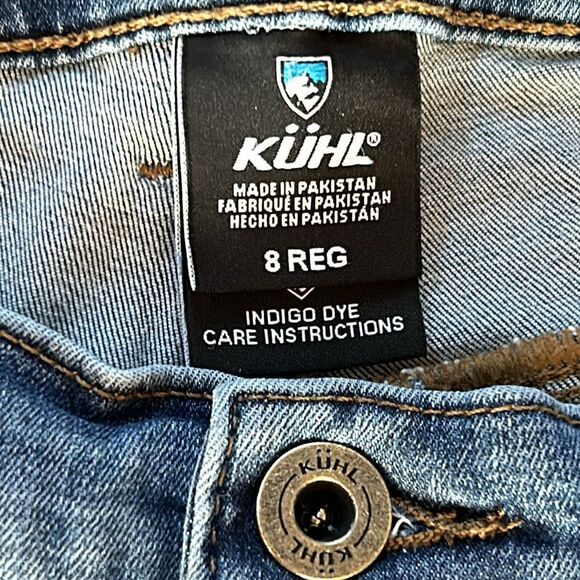 KÜHL®
MADE IN PAKISTAN
FABRIQUÉ EN PAKISTAN
HECHO EN PAKISTÁN
8 REG
INDIGO DYE
CARE INSTRUCTIONS
KÜHL
KÜHL